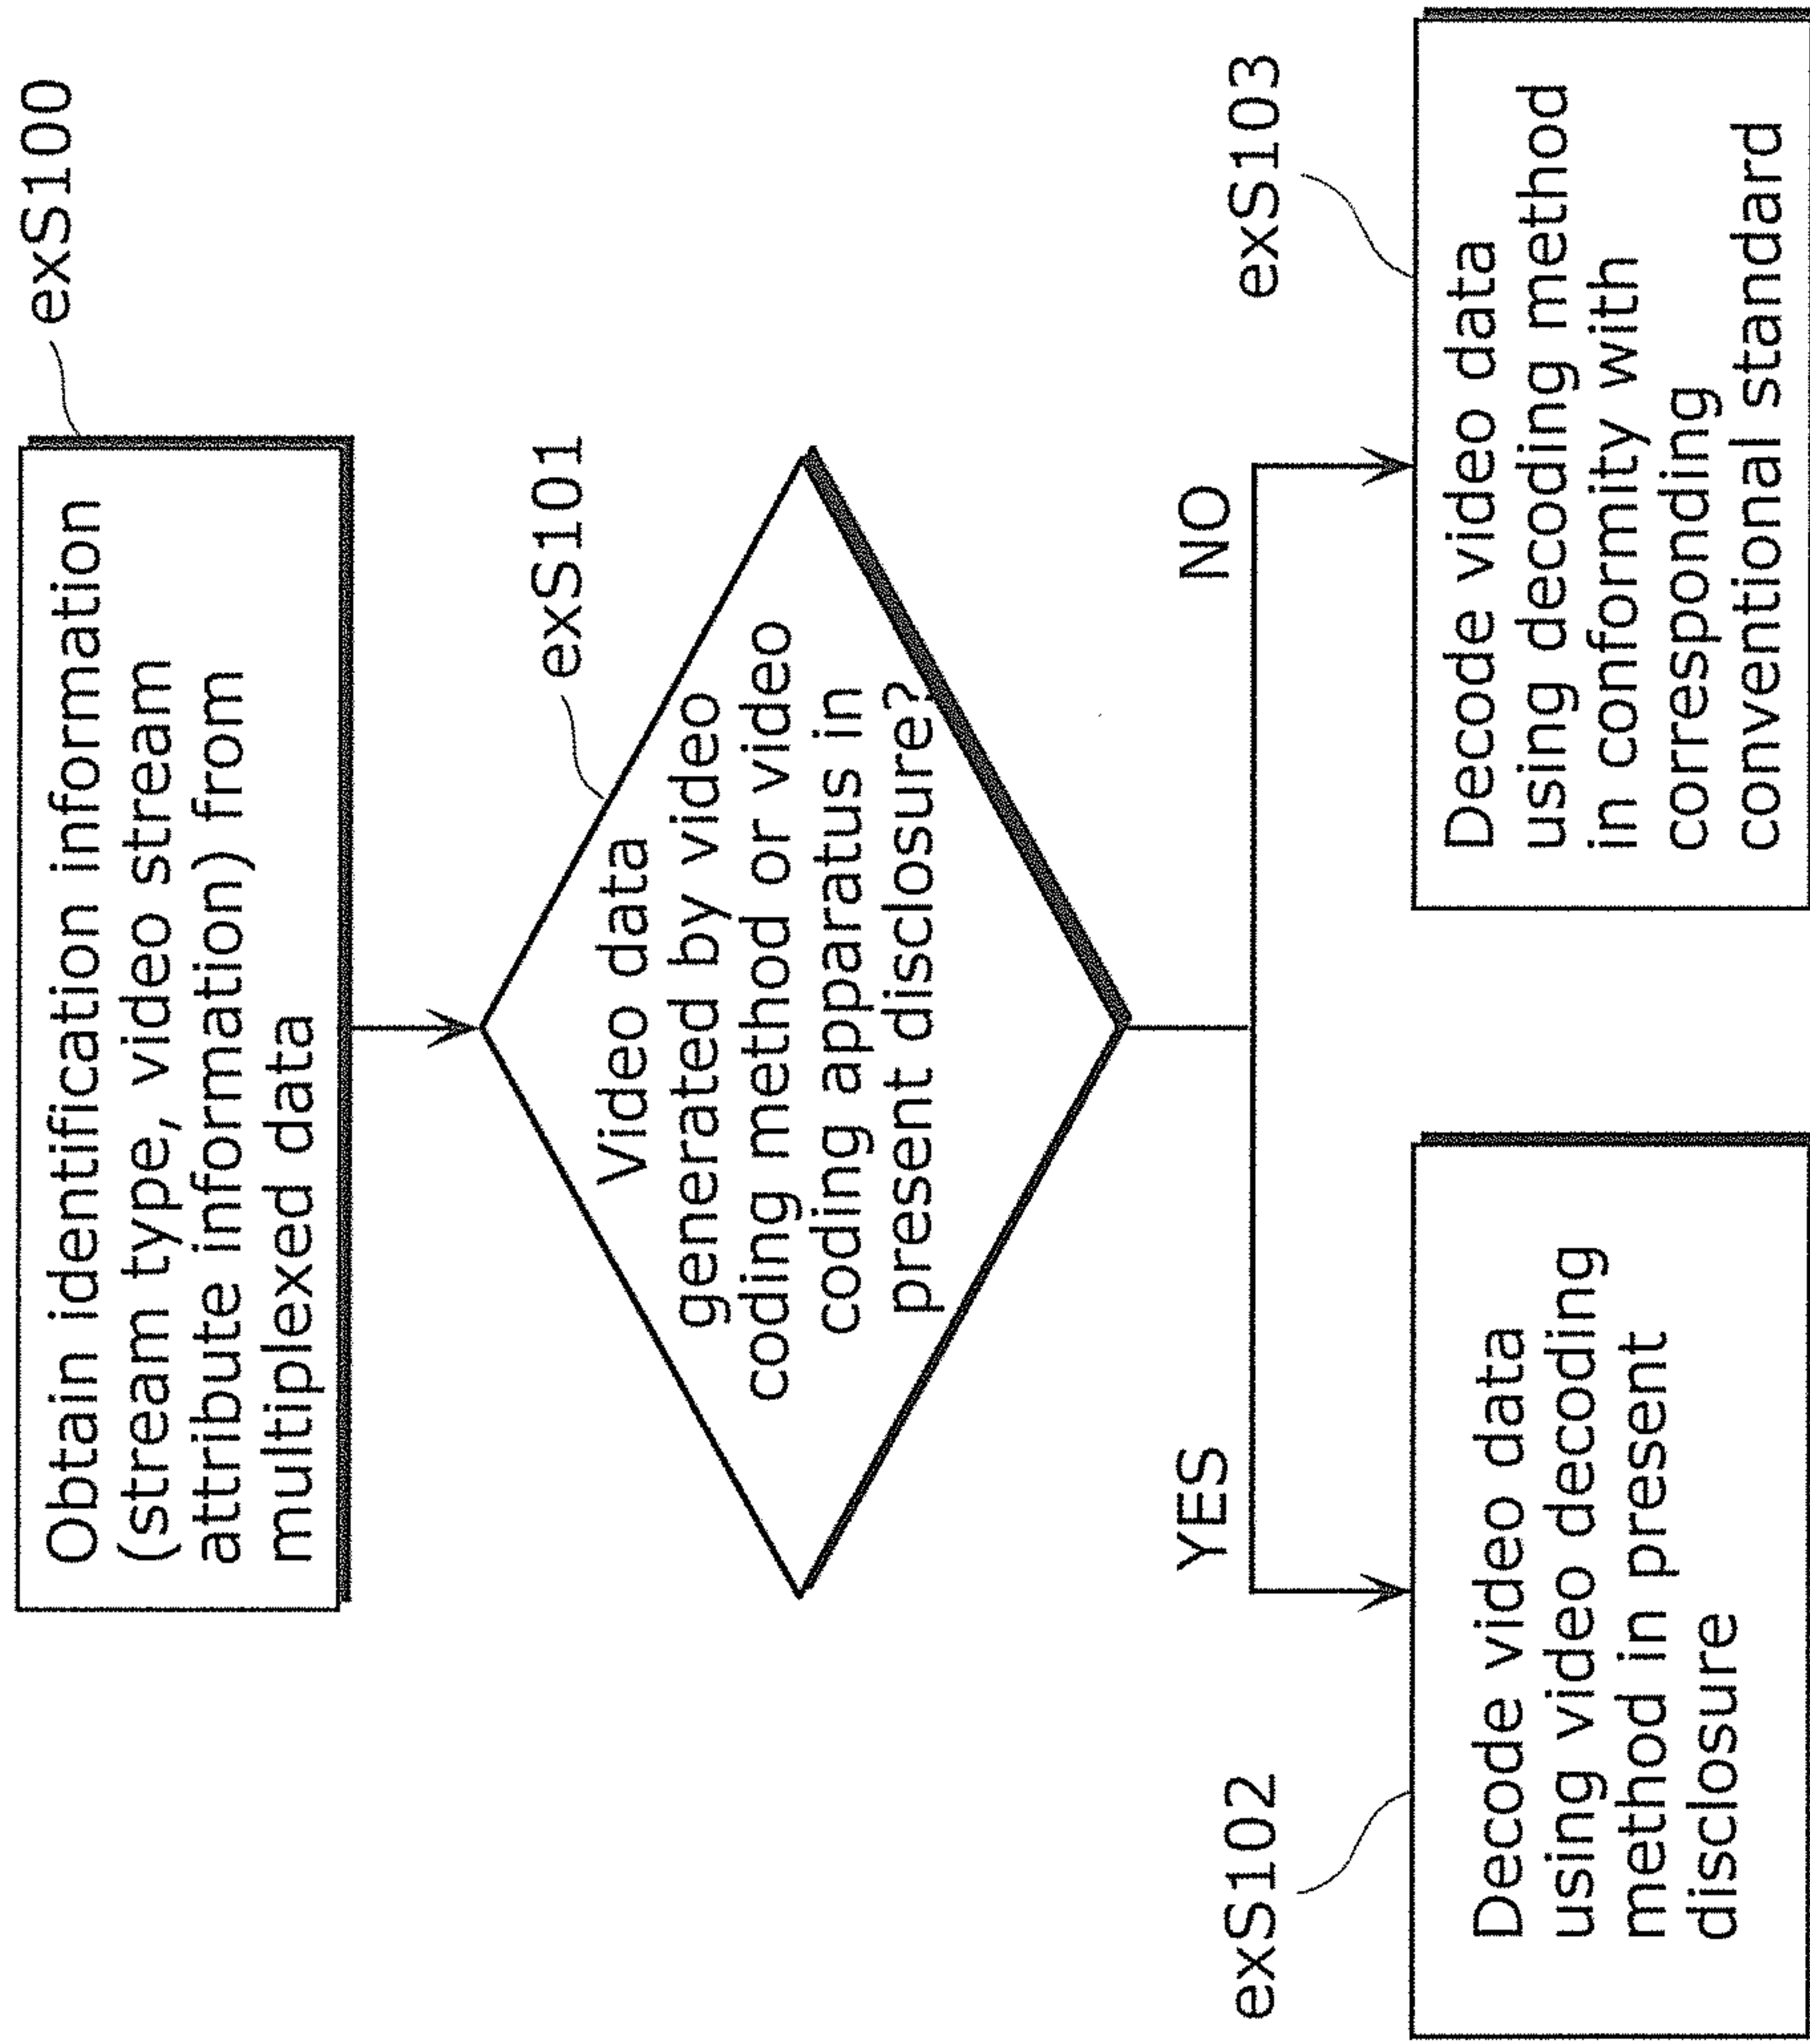 exS100
Obtain identification information
(stream type, video stream
attribute information) from
multiplexed data
exS101
Video data
generated by video
coding method or video
coding apparatus in
present disclosure?
YES
NO
exS102
Decode video data
using video decoding
method in present
disclosure
exS103
Decode video data
using decoding method
in conformity with
corresponding
conventional standard